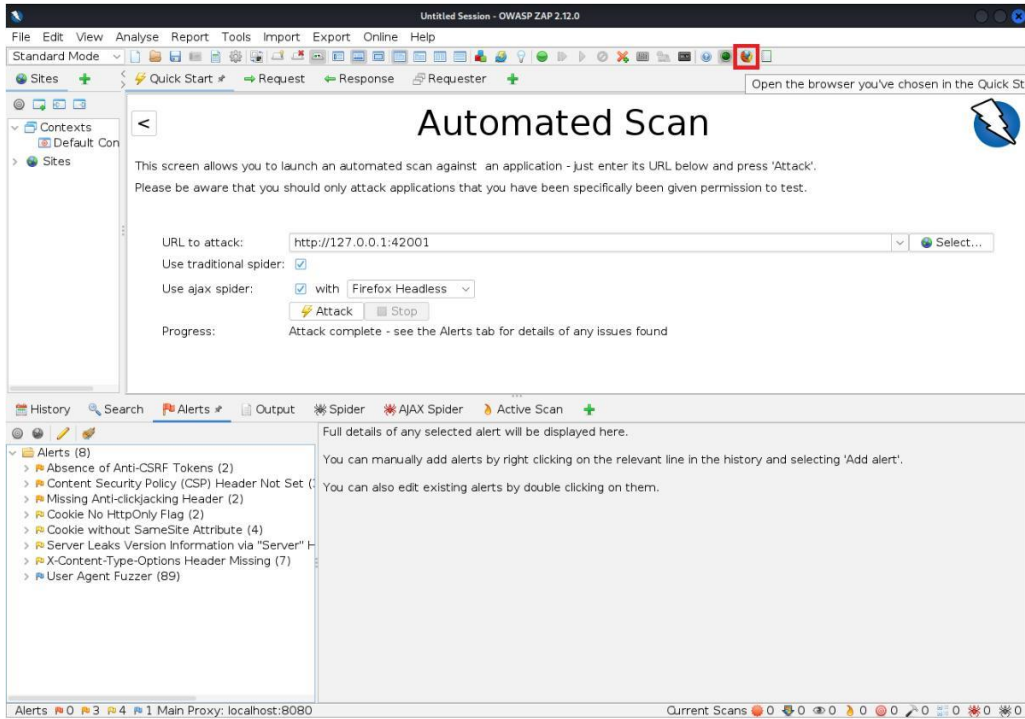 Untitled Session - OWASP ZAP 2.12.0
File Edit View Analyse Report Tools Import Export Online Help
Standard Mode
Sites
Quick Start
Request
Response
Requester
Open the browser you've chosen in the Quick St
Contexts
Default Con
Sites
<
Automated Scan
This screen allows you to launch an automated scan against an application - just enter its URL below and press 'Attack'.
Please be aware that you should only attack applications that you have been specifically been given permission to test.
URL to attack: http://127.0.0.1:42001 Select...
Use traditional spider:
Use ajax spider: with Firefox Headless
Attack Stop
Progress: Attack complete - see the Alerts tab for details of any issues found
History Search Alerts Output Spider AJAX Spider Active Scan
Alerts (8)
Absence of Anti-CSRF Tokens (2)
Content Security Policy (CSP) Header Not Set (
Missing Anti-clickjacking Header (2)
Cookie No HttpOnly Flag (2)
Cookie without SameSite Attribute (4)
Server Leaks Version Information via "Server" H
X-Content-Type-Options Header Missing (7)
User Agent Fuzzer (89)
Full details of any selected alert will be displayed here.
You can manually add alerts by right clicking on the relevant line in the history and selecting 'Add alert'.
You can also edit existing alerts by double clicking on them.
Alerts 0 3 4 1 Main Proxy: localhost:8080
Current Scans 0 0 0 0 0 0 0 0 0